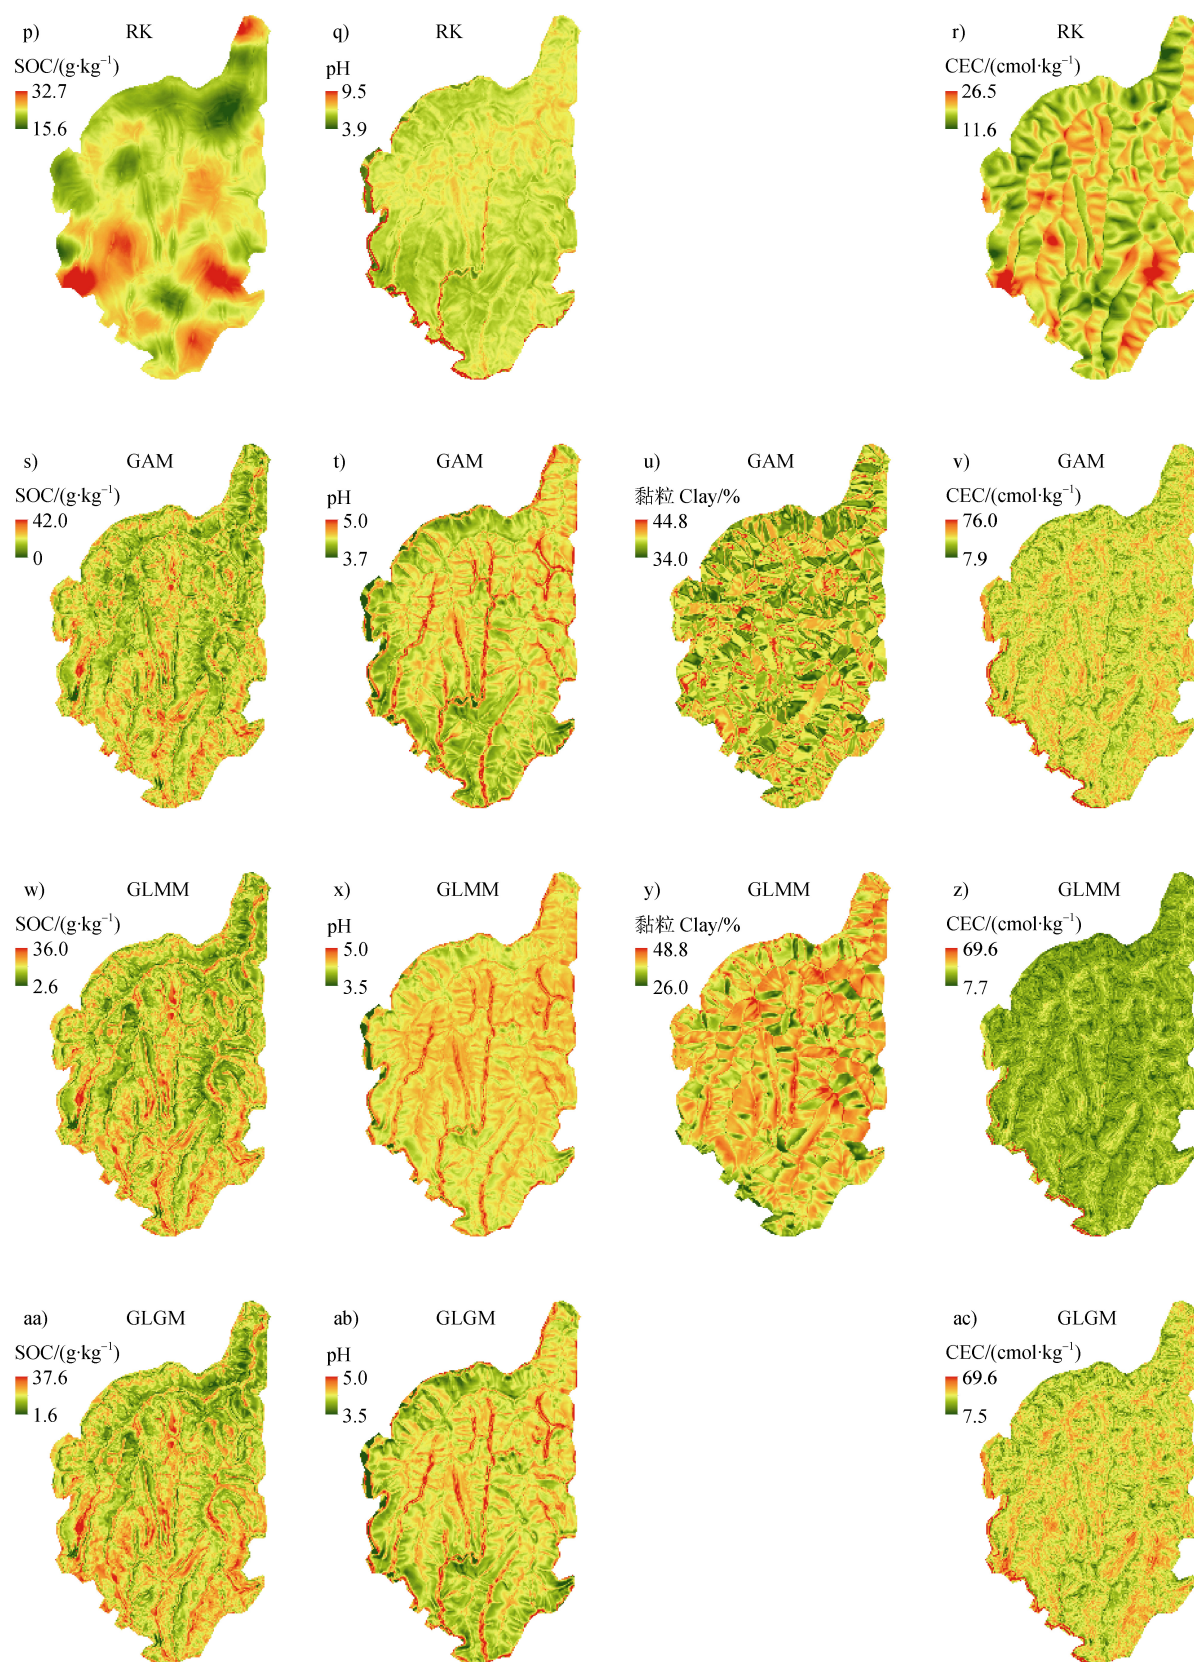 p) RK
SOC/(g·kg⁻¹)
32.7
15.6
q) RK
pH
9.5
3.9
r) RK
CEC/(cmol·kg⁻¹)
26.5
11.6
s) GAM
SOC/(g·kg⁻¹)
42.0
0
t) GAM
pH
5.0
3.7
u) GAM
黏粒 Clay/%
44.8
34.0
v) GAM
CEC/(cmol·kg⁻¹)
76.0
7.9
w) GLMM
SOC/(g·kg⁻¹)
36.0
2.6
x) GLMM
pH
5.0
3.5
y) GLMM
黏粒 Clay/%
48.8
26.0
z) GLMM
CEC/(cmol·kg⁻¹)
69.6
7.7
aa) GLGM
SOC/(g·kg⁻¹)
37.6
1.6
ab) GLGM
pH
5.0
3.5
ac) GLGM
CEC/(cmol·kg⁻¹)
69.6
7.5